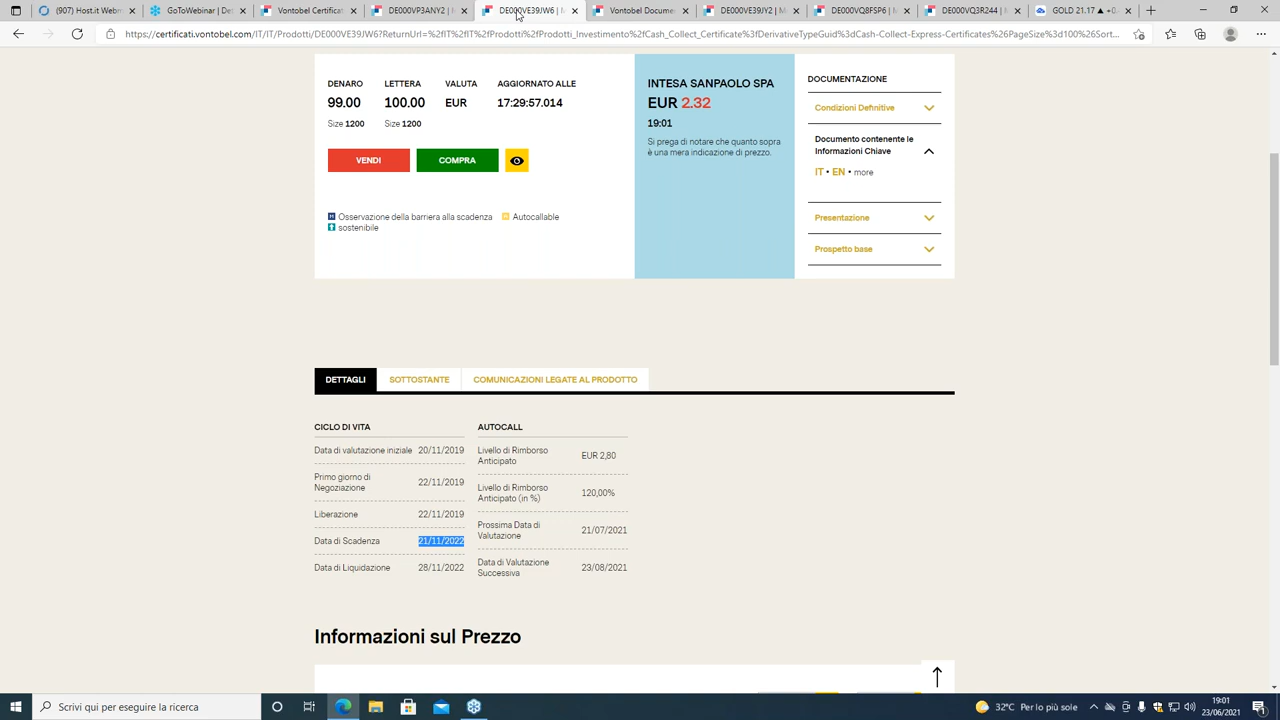 (907) Host.it Webm
GoToWebinar | Det
Vontobel Certificat
DE000VP3ANY2 | M
DE000VE39JW6 | M
Vontobel Documen
DE000VE39JY2 | M
DE000VQ8FSP6 | M
DE000VQ3R244 | M
GOLD 21.17 ▲ +0.
https://certificati.vontobel.com/IT/IT/Prodotti/DE000VE39JW6?ReturnUrl=%2fIT%2fIT%2fProdotti%2fProdotti_Investimento%2fCash_Collect_Certificate%3fDerivativeTypeGuid%3dCash-Collect-Express-Certificates%26PageSize%3d100%26Sort...
DENARO LETTERA VALUTA AGGIORNATO ALLE
99.00 100.00 EUR 17:29:57.014
Size 1200 Size 1200
VENDI COMPRA
H Osservazione della barriera alla scadenza Autocallable
sostenibile
INTESA SANPAOLO SPA
EUR 2.32
19:01
Si prega di notare che quanto sopra
è una mera indicazione di prezzo.
DOCUMENTAZIONE
Condizioni Definitive
Documento contenente le
Informazioni Chiave
IT • EN • more
Presentazione
Prospetto base
DETTAGLI SOTTOSTANTE COMUNICAZIONI LEGATE AL PRODOTTO
CICLO DI VITA
Data di valutazione iniziale 20/11/2019
Primo giorno di
Negoziazione 22/11/2019
Liberazione 22/11/2019
Data di Scadenza 21/11/2022
Data di Liquidazione 28/11/2022
AUTOCALL
Livello di Rimborso
Anticipato EUR 2,80
Livello di Rimborso
Anticipato (in %) 120,00%
Prossima Data di
Valutazione 21/07/2021
Data di Valutazione
Successiva 23/08/2021
Informazioni sul Prezzo
Scrivi qui per eseguire la ricerca
32°C Per lo più sole
19:01
23/06/2021